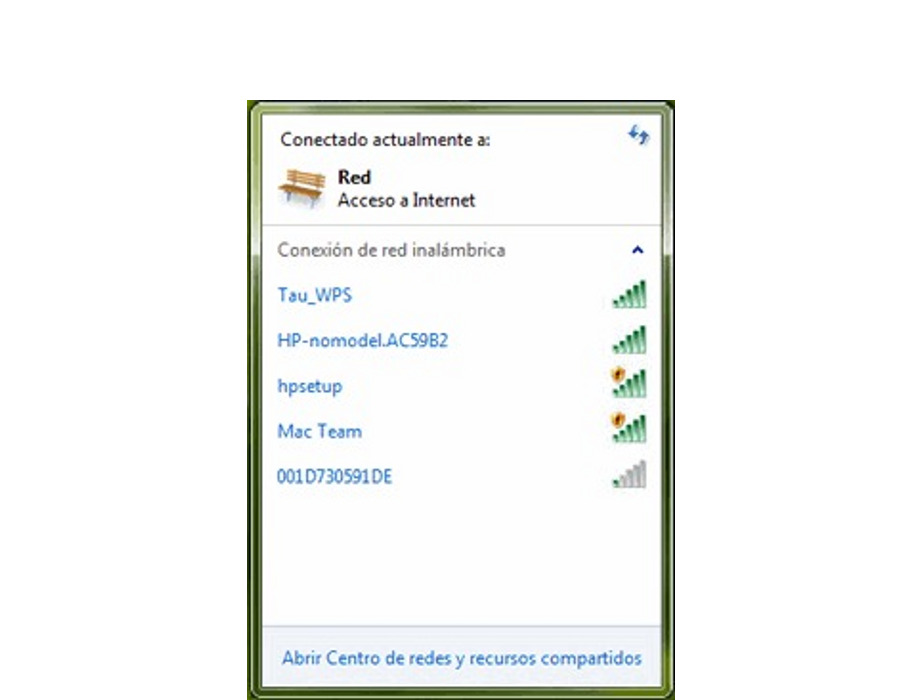 Conectado actualmente a:
Red
Acceso a Internet
Conexión de red inalámbrica
Tau_WPS
HP-nomodel.AC59B2
hpsetup
Mac Team
001D730591DE
Abrir Centro de redes y recursos compartidos